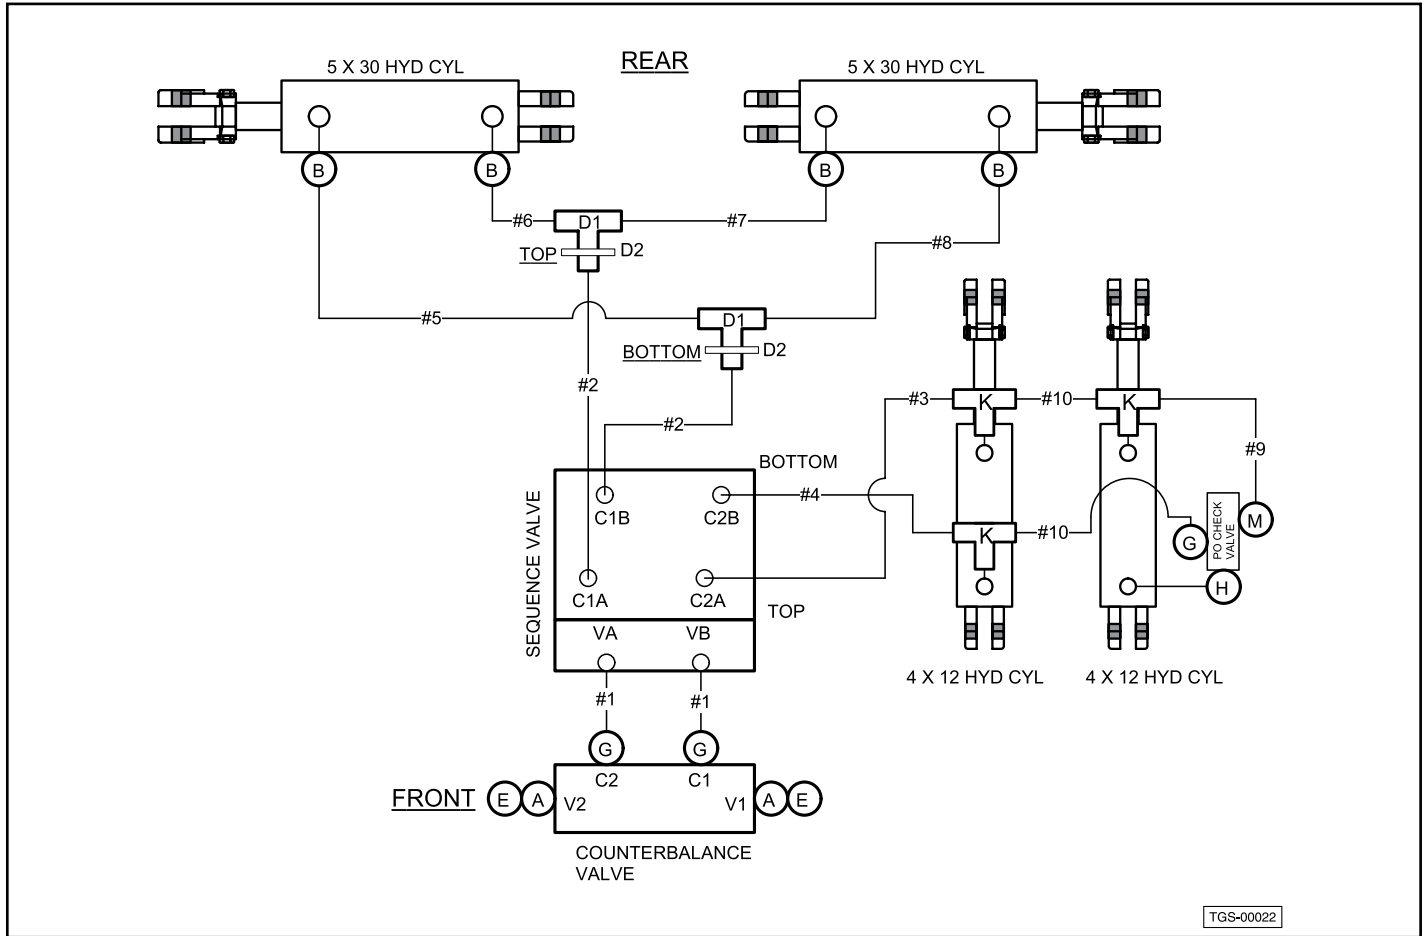 REAR
5 X 30 HYD CYL
5 X 30 HYD CYL
B
B
B
B
#6
D1
#7
TOP
D2
#8
#5
D1
BOTTOM
D2
#2
#2
#3
K
#10
K
#9
BOTTOM
#4
SEQUENCE VALVE
C1B
C2B
K
#10
G
PO CHECK
VALVE
M
H
C1A
C2A
TOP
VA
VB
4 X 12 HYD CYL
4 X 12 HYD CYL
#1
#1
G
G
C2
C1
FRONT
E
A
V2
V1
A
E
COUNTERBALANCE
VALVE
TGS-00022